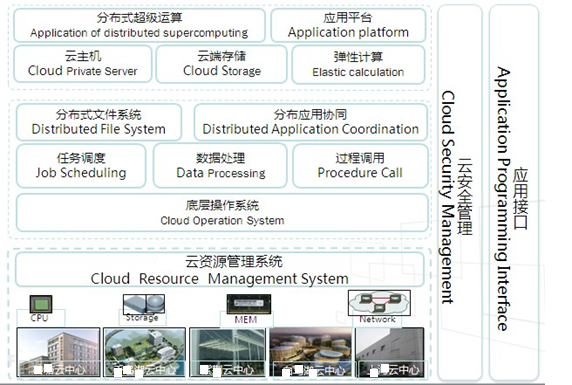 分布式超级运算
Application of distributed supercomputing
应用平台
Application platform
云主机
Cloud Private Server
云端存储
Cloud Storage
弹性计算
Elastic calculation
分布式文件系统
Distributed File System
分布应用协同
Distributed Application Coordination
任务调度
Job Scheduling
数据处理
Data Processing
过程调用
Procedure Call
底层操作系统
Cloud Operation System
云资源管理系统
Cloud Resource Management System
CPU
Storage
MEM
Network
云中心
云中心
云中心
云中心
云中心
云安全管理
Cloud Security Management
应用接口
Application Programming Interface